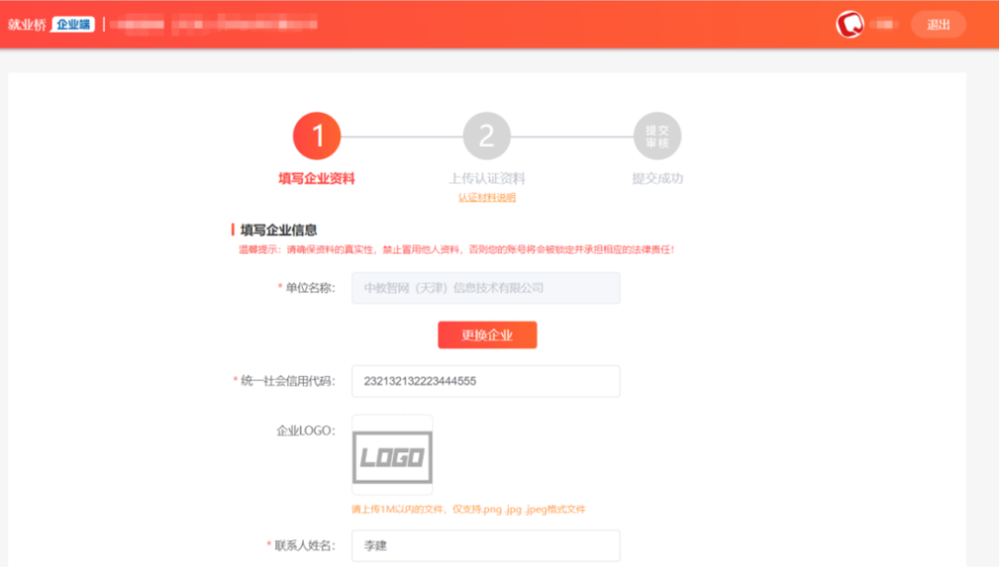 就业桥 企业端
退出
1
2
提交
审核
填写企业资料
上传认证资料
提交成功
认证材料说明
填写企业信息
温馨提示：请确保资料的真实性，禁止冒用他人资料，否则您的账号将会被锁定并承担相应的法律责任！
* 单位名称：
中教智网（天津）信息技术有限公司
更换企业
* 统一社会信用代码：
232132132223444555
企业LOGO：
LOGO
请上传1M以内的文件，仅支持.png .jpg .jpeg格式文件
* 联系人姓名：
李建